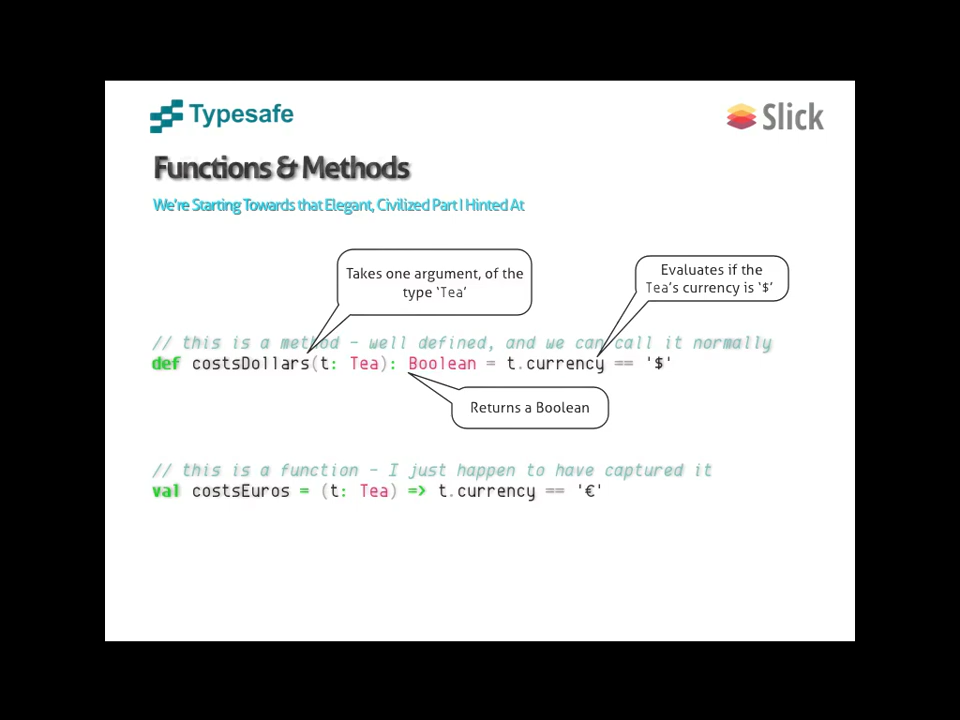 Typesafe
Slick
Functions & Methods
We're Starting Towards that Elegant, Civilized Part I Hinted At
Takes one argument, of the
type ‘Tea’
Evaluates if the
Tea’s currency is ‘$’
// this is a method - well defined, and we can call it normally
def costsDollars(t: Tea): Boolean = t.currency == '$'
Returns a Boolean
// this is a function - I just happen to have captured it
val costsEuros = (t: Tea) => t.currency == '€'